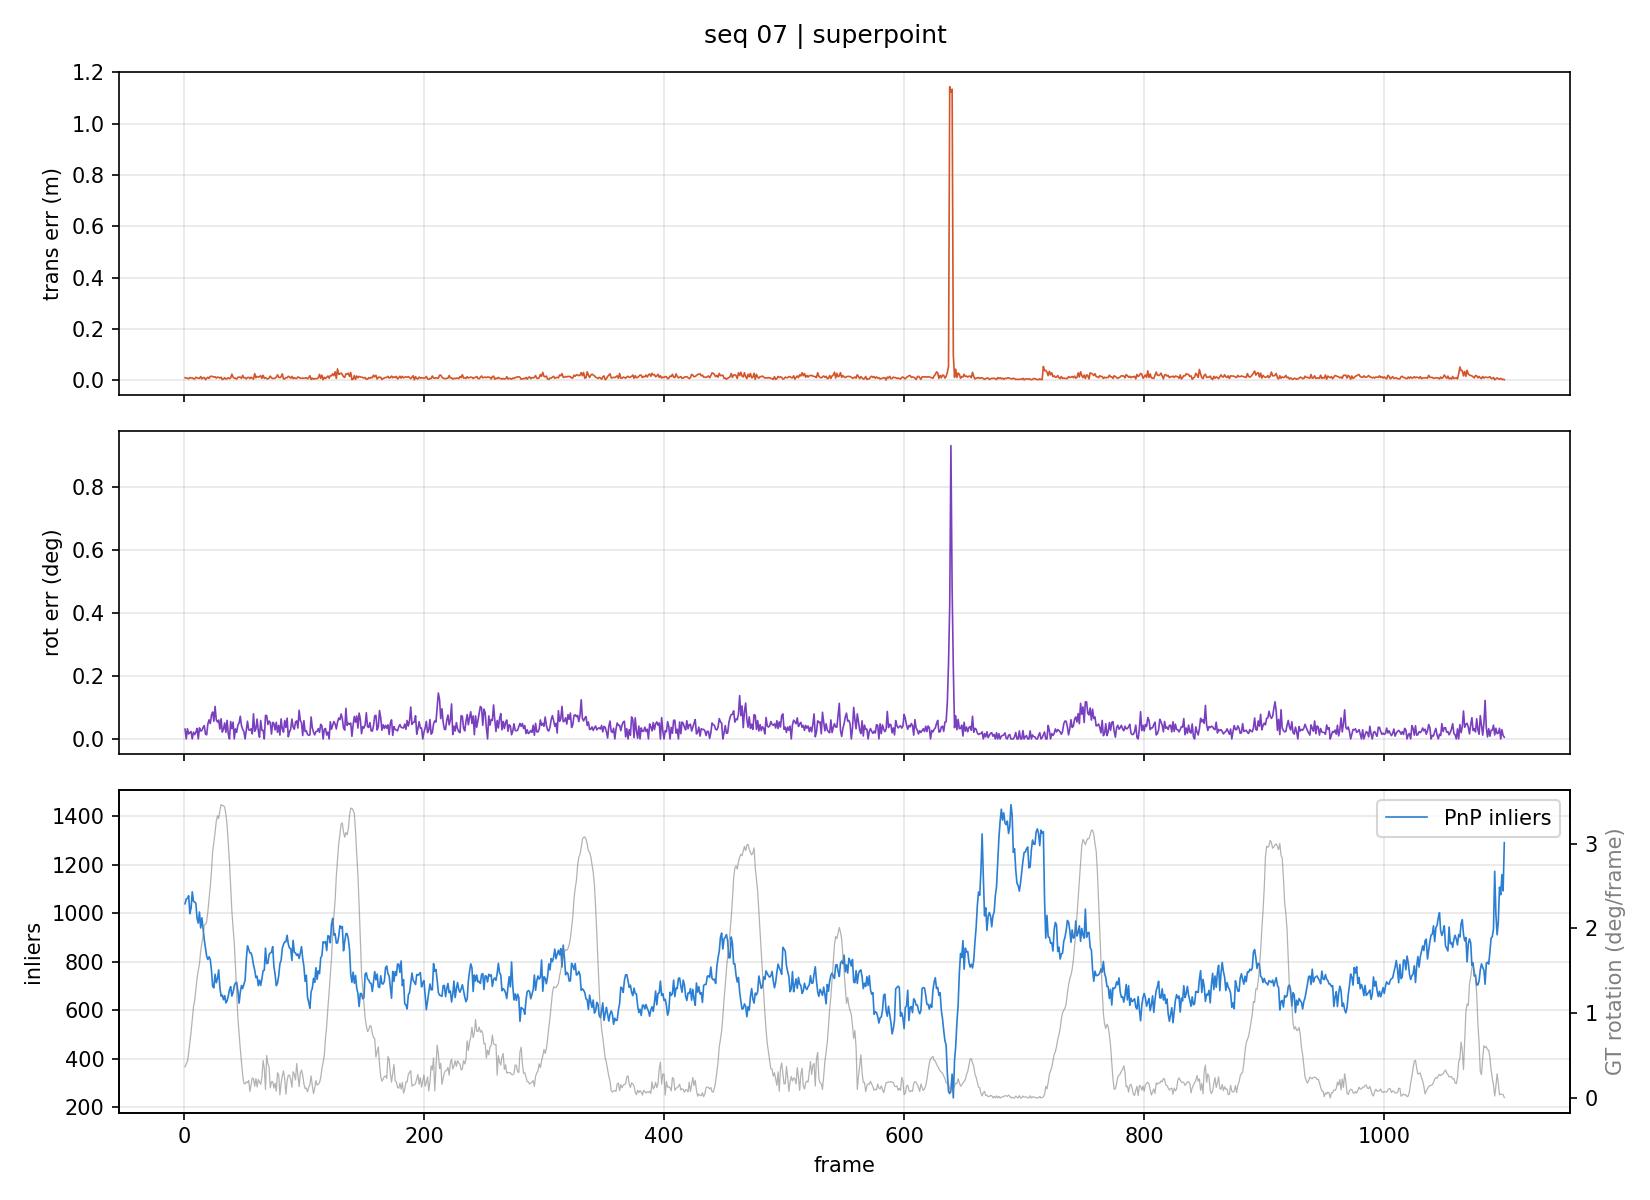 seq 07 | superpoint
trans err (m)
1.2
1.0
0.8
0.6
0.4
0.2
0.0
rot err (deg)
0.8
0.6
0.4
0.2
0.0
inliers
1400
1200
1000
800
600
400
200
PnP inliers
3
2
1
0
GT rotation (deg/frame)
0 200 400 600 800 1000
frame